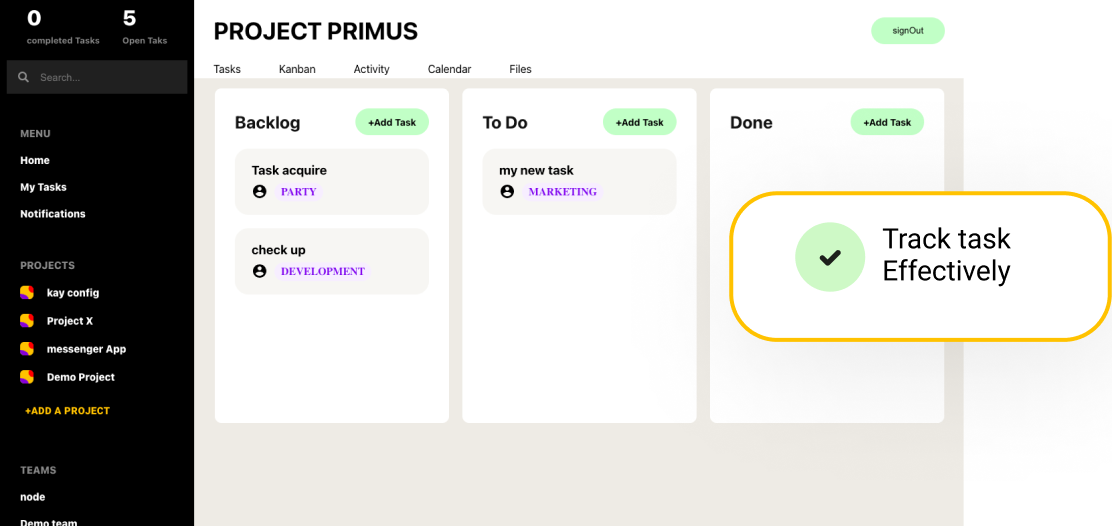 0
5
completed Tasks
Open Taks
Search...
MENU
Home
My Tasks
Notifications
PROJECTS
kay config
Project X
messenger App
Demo Project
+ADD A PROJECT
TEAMS
node
Demo team
PROJECT PRIMUS
signOut
Tasks
Kanban
Activity
Calendar
Files
Backlog
+Add Task
Task acquire
PARTY
check up
DEVELOPMENT
To Do
+Add Task
my new task
MARKETING
Done
+Add Task
Track task
Effectively